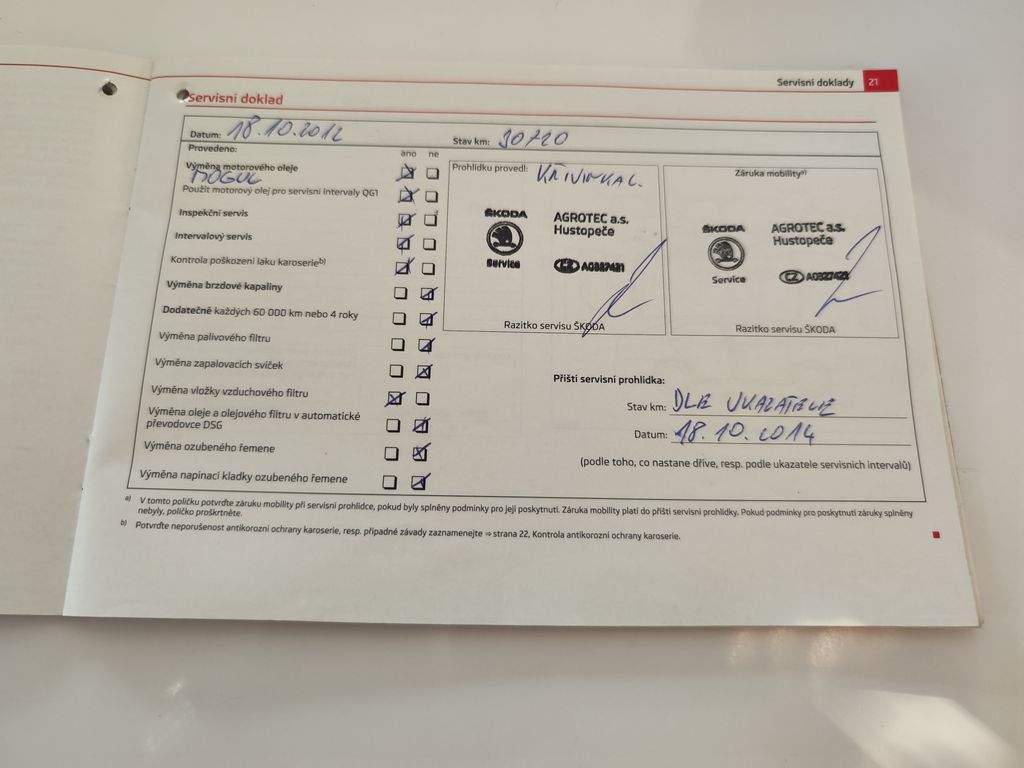 Servisní doklady 21
Servisní doklad
Datum: 18.10.2012 Stav km: 30720
Provedeno: ano ne
Výměna motorového oleje
MOGUL
Použit motorový olej pro servisní intervaly QG1
Inspekční servis
Intervalový servis
Kontrola poškození laku karoserieb)
Výměna brzdové kapaliny
Dodatečně každých 60 000 km nebo 4 roky
Výměna palivového filtru
Výměna zapalovacích svíček
Výměna vložky vzduchového filtru
Výměna oleje a olejového filtru v automatické
převodovce DSG
Výměna ozubeného řemene
Výměna napínací kladky ozubeného řemene
Prohlídku provedl: KŘIVINKA L.
ŠKODA
Service
AGROTEC a.s.
Hustopeče
CZ
Razítko servisu ŠKODA
Záruka mobilitya)
ŠKODA
Service
AGROTEC a.s.
Hustopeče
CZ
Razítko servisu ŠKODA
Příští servisní prohlídka:
Stav km: DLE UKAZATELE
Datum: 18.10.2014
(podle toho, co nastane dříve, resp. podle ukazatele servisních intervalů)
a) V tomto políčku potvrďte záruku mobility při servisní prohlídce, pokud byly splněny podmínky pro její poskytnutí. Záruka mobility platí do příští servisní prohlídky. Pokud podmínky pro poskytnutí záruky splněny
nebyly, políčko proškrtněte.
b) Potvrďte neporušenost antikorozní ochrany karoserie, resp. případné závady zaznamenejte ⇒ strana 22, Kontrola antikorozní ochrany karoserie.